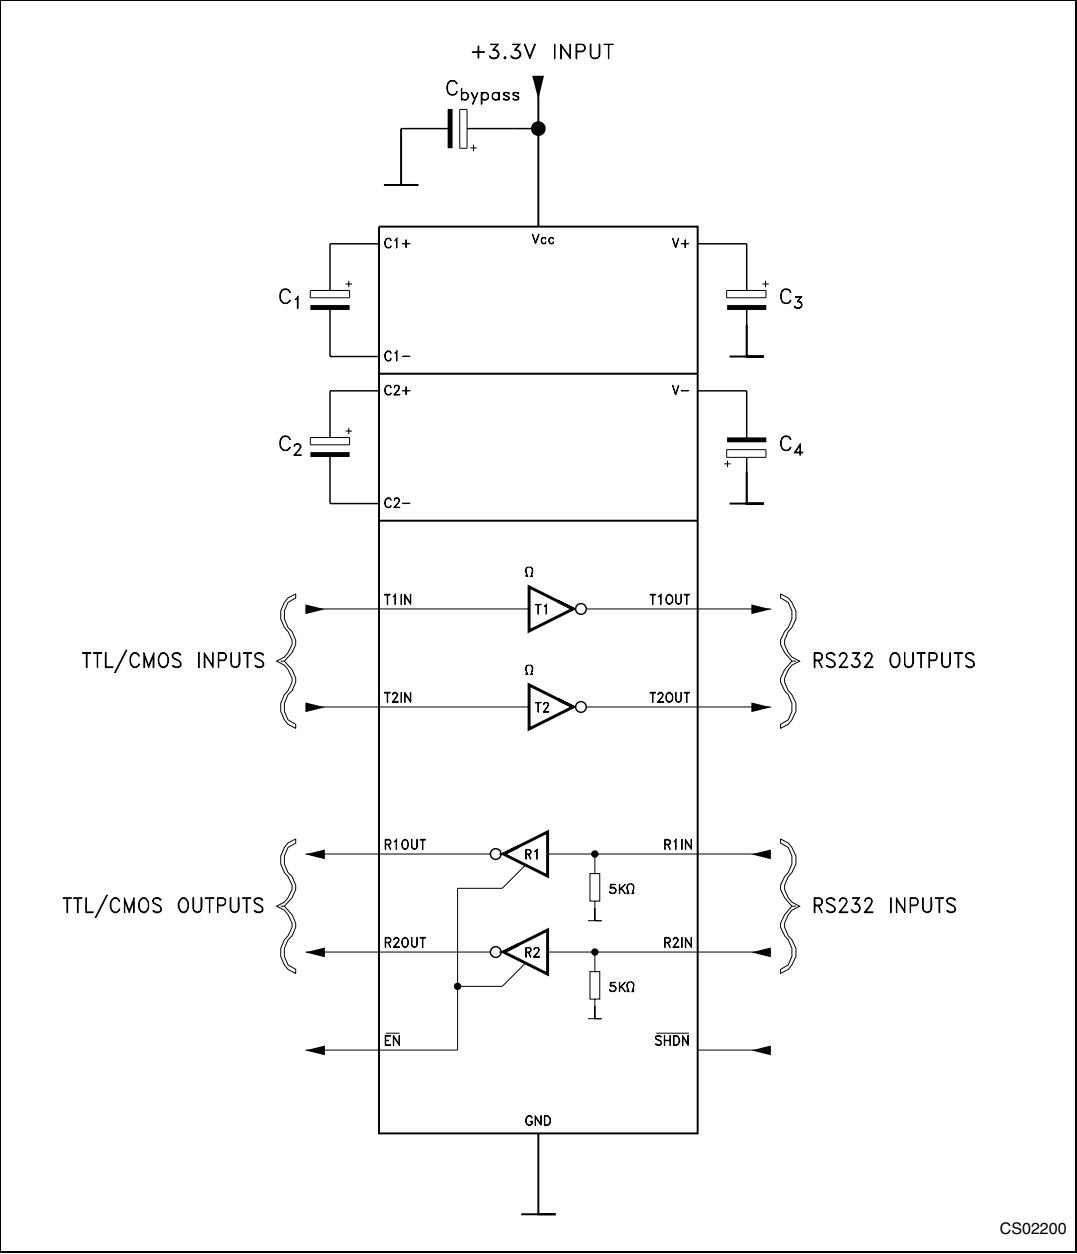 +3.3V INPUT
Cbypass
+
Vcc
C1+
V+
C1
+
+
C3
C1-
C2+
V-
C2
+
+
C4
C2-
Ω
T1IN
T1
T1OUT
TTL/CMOS INPUTS
RS232 OUTPUTS
Ω
T2IN
T2
T2OUT
R1OUT
R1
R1IN
5KΩ
TTL/CMOS OUTPUTS
RS232 INPUTS
R2OUT
R2
R2IN
5KΩ
EN
SHDN
GND
CS02200